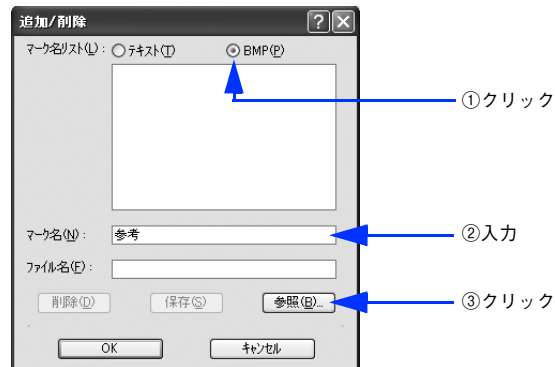 追加/削除
マーク名リスト(L): テキスト(T) BMP(P)
①クリック
マーク名(N): 参考
②入力
ファイル名(F):
削除(D) 保存(S) 参照(B)...
③クリック
OK キャンセル